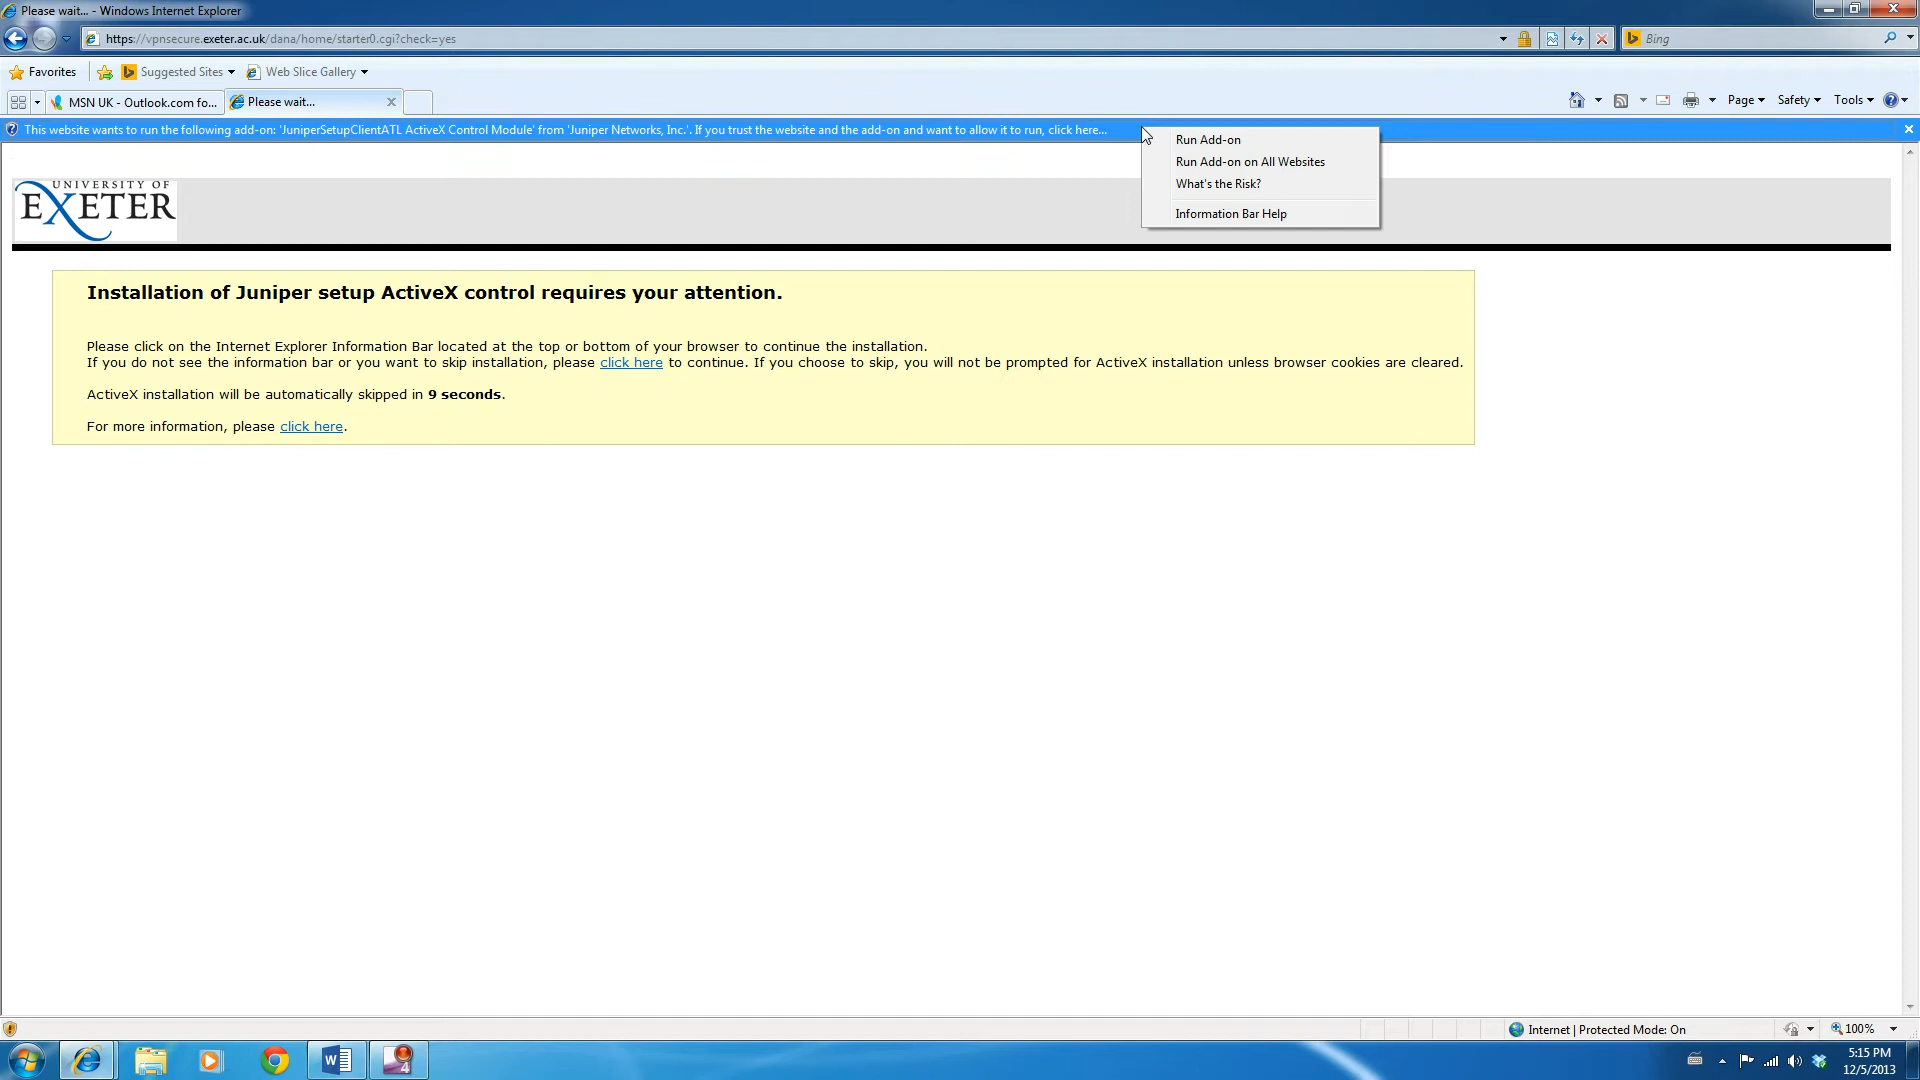 Please wait... - Windows Internet Explorer
https://vpnsecure.exeter.ac.uk/dana/home/starter0.cgi?check=yes
Bing
Favorites
Suggested Sites
Web Slice Gallery
MSN UK - Outlook.com fo...
Please wait...
Page
Safety
Tools
This website wants to run the following add-on: 'JuniperSetupClientATL ActiveX Control Module' from 'Juniper Networks, Inc.'. If you trust the website and the add-on and want to allow it to run, click here...
Run Add-on
Run Add-on on All Websites
What's the Risk?
Information Bar Help
UNIVERSITY OF
EXETER
Installation of Juniper setup ActiveX control requires your attention.
Please click on the Internet Explorer Information Bar located at the top or bottom of your browser to continue the installation.
If you do not see the information bar or you want to skip installation, please click here to continue. If you choose to skip, you will not be prompted for ActiveX installation unless browser cookies are cleared.
ActiveX installation will be automatically skipped in 9 seconds.
For more information, please click here.
Internet | Protected Mode: On
100%
4
5:15 PM
12/5/2013